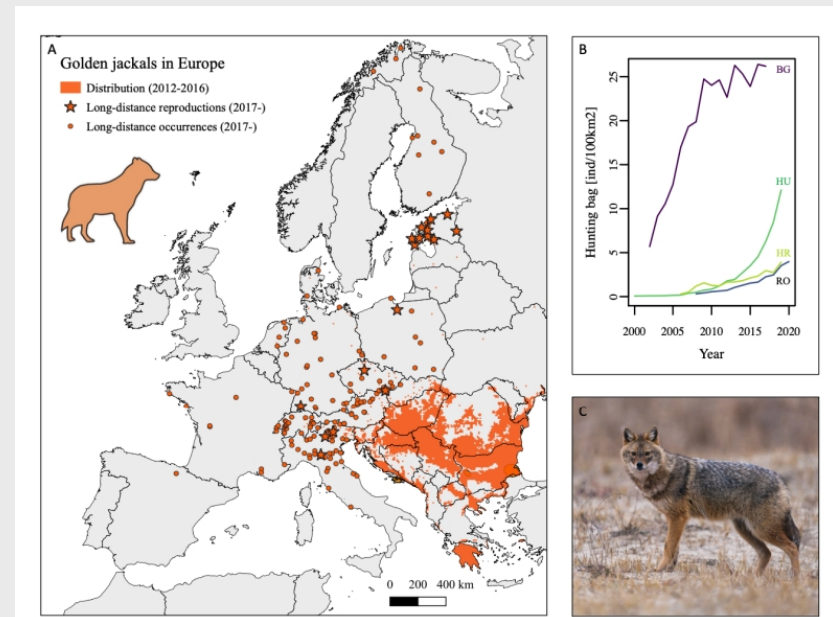 A
Golden jackals in Europe
Distribution (2012-2016)
Long-distance reproductions (2017-)
Long-distance occurrences (2017-)
0 200 400 km
B
Hunting bag [ind/100km2]
25
20
15
10
5
0
BG
HU
HR
RO
2000 2005 2010 2015 2020
Year
C